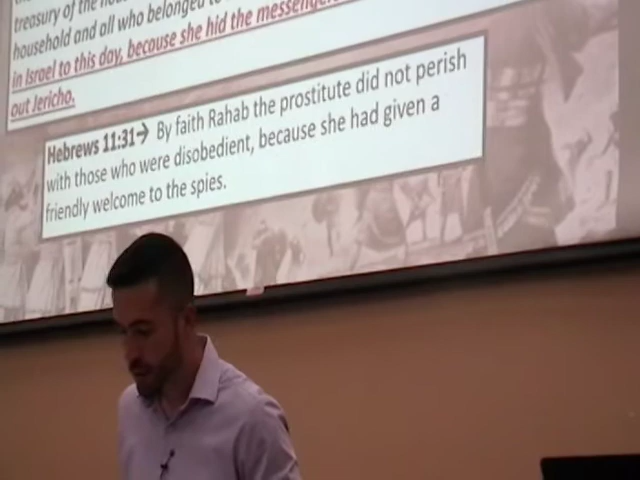 treasury of the
household and all who belonged
in Israel to this day, because she hid the
out Jericho.
Hebrews 11:31→ By faith Rahab the prostitute did not perish
with those who were disobedient, because she had given a
friendly welcome to the spies.